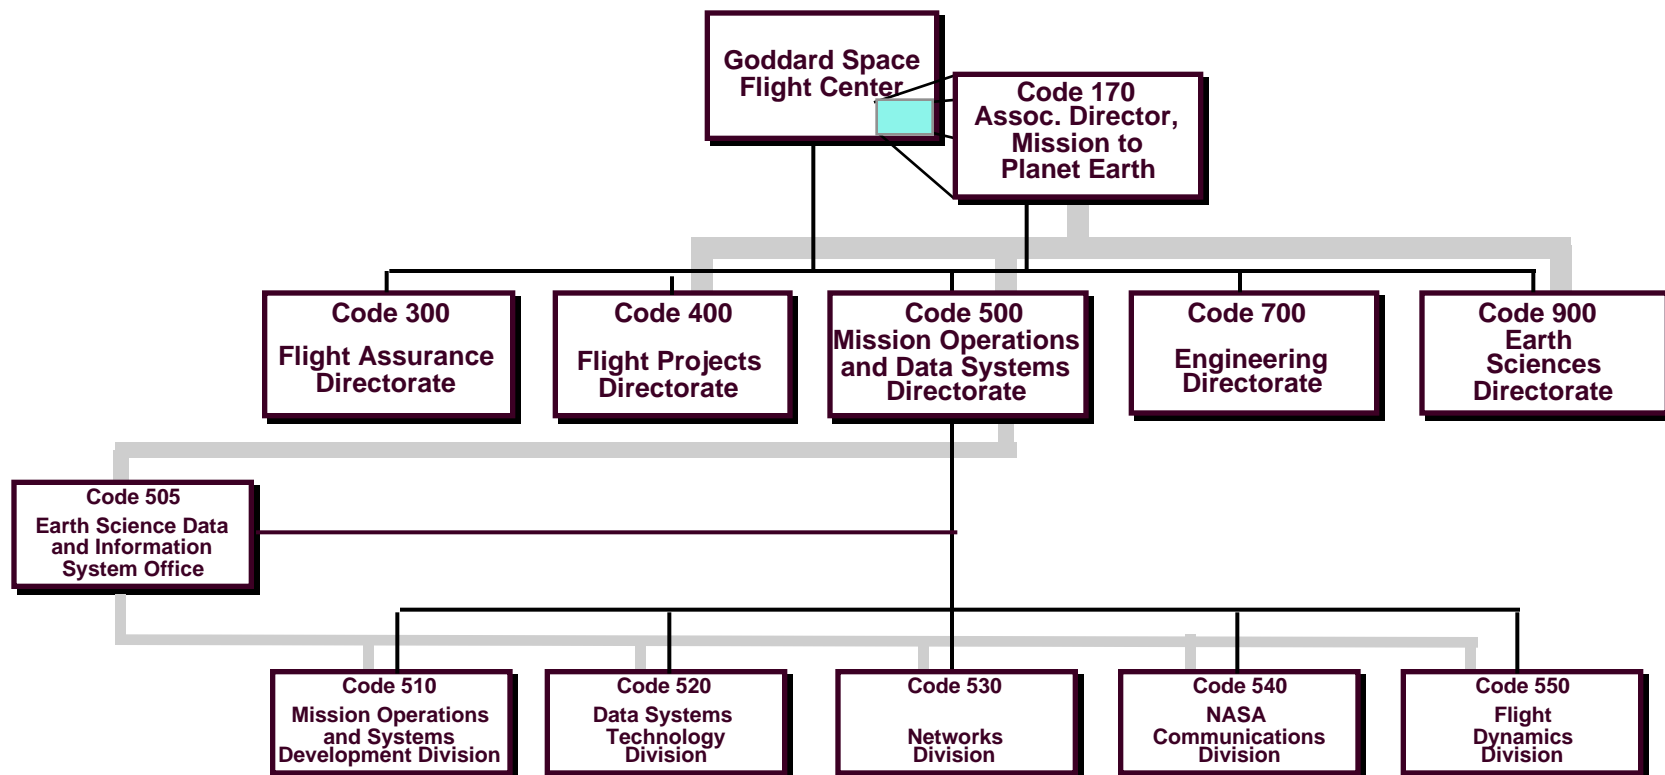 Goddard Space
Flight Center
Code 170
Assoc. Director,
Mission to
Planet Earth
Code 300
Flight Assurance
Directorate
Code 400
Flight Projects
Directorate
Code 500
Mission Operations
and Data Systems
Directorate
Code 700
Engineering
Directorate
Code 900
Earth
Sciences
Directorate
Code 505
Earth Science Data
and Information
System Office
Code 510
Mission Operations
and Systems
Development Division
Code 520
Data Systems
Technology
Division
Code 530
Networks
Division
Code 540
NASA
Communications
Division
Code 550
Flight
Dynamics
Division